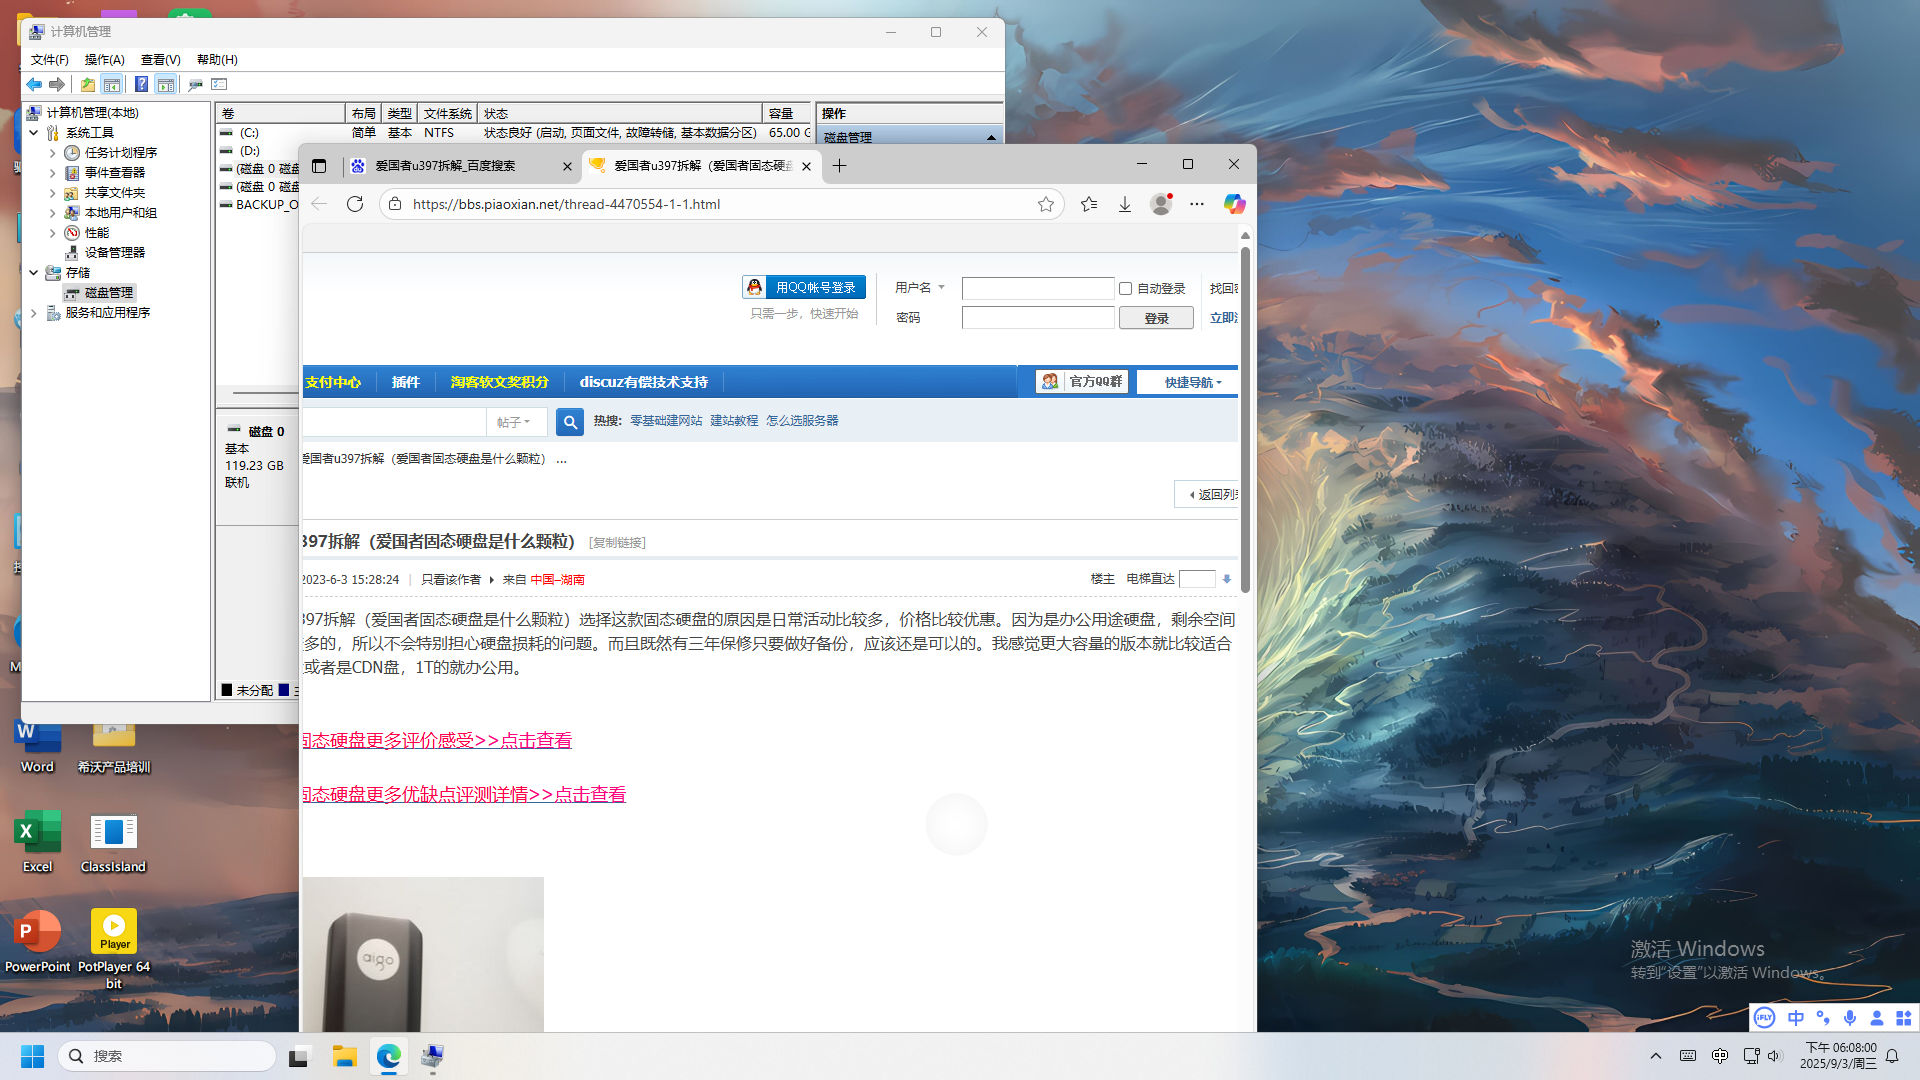 计算机管理
文件(F) 操作(A) 查看(V) 帮助(H)
计算机管理(本地)
系统工具
任务计划程序
事件查看器
共享文件夹
本地用户和组
性能
设备管理器
存储
磁盘管理
服务和应用程序
卷 布局 类型 文件系统 状态 容量
(C:) 简单 基本 NTFS 状态良好 (启动, 页面文件, 故障转储, 基本数据分区) 65.00 G
(D:)
(磁盘 0 磁盘
(磁盘 0 磁盘
BACKUP_O
操作
磁盘管理
磁盘 0
基本
119.23 GB
联机
未分配
爱国者u397拆解_百度搜索
爱国者u397拆解（爱国者固态硬盘
https://bbs.piaoxian.net/thread-4470554-1-1.html
用QQ帐号登录
只需一步，快速开始
用户名 自动登录 找回
密码 登录 立即
支付中心 插件 淘客软文奖积分 discuz有偿技术支持 官方QQ群 快捷导航
帖子 热搜： 零基础建网站 建站教程 怎么选服务器
爱国者u397拆解（爱国者固态硬盘是什么颗粒） ...
返回列
397拆解（爱国者固态硬盘是什么颗粒） [复制链接]
2023-6-3 15:28:24 | 只看该作者 来自 中国–湖南 楼主 电梯直达
397拆解（爱国者固态硬盘是什么颗粒）选择这款固态硬盘的原因是日常活动比较多，价格比较优惠。因为是办公用途硬盘，剩余空间
多的，所以不会特别担心硬盘损耗的问题。而且既然有三年保修只要做好备份，应该还是可以的。我感觉更大容量的版本就比较适合
或者是CDN盘，1T的就办公用。
固态硬盘更多评价感受>>点击查看
固态硬盘更多优缺点评测详情>>点击查看
aigo
Word
希沃产品培训
Excel
ClassIsland
PowerPoint
Player
PotPlayer 64 bit
激活 Windows
转到"设置"以激活 Windows。
iFLY 中
搜索
中
下午 06:08:00
2025/9/3/周三